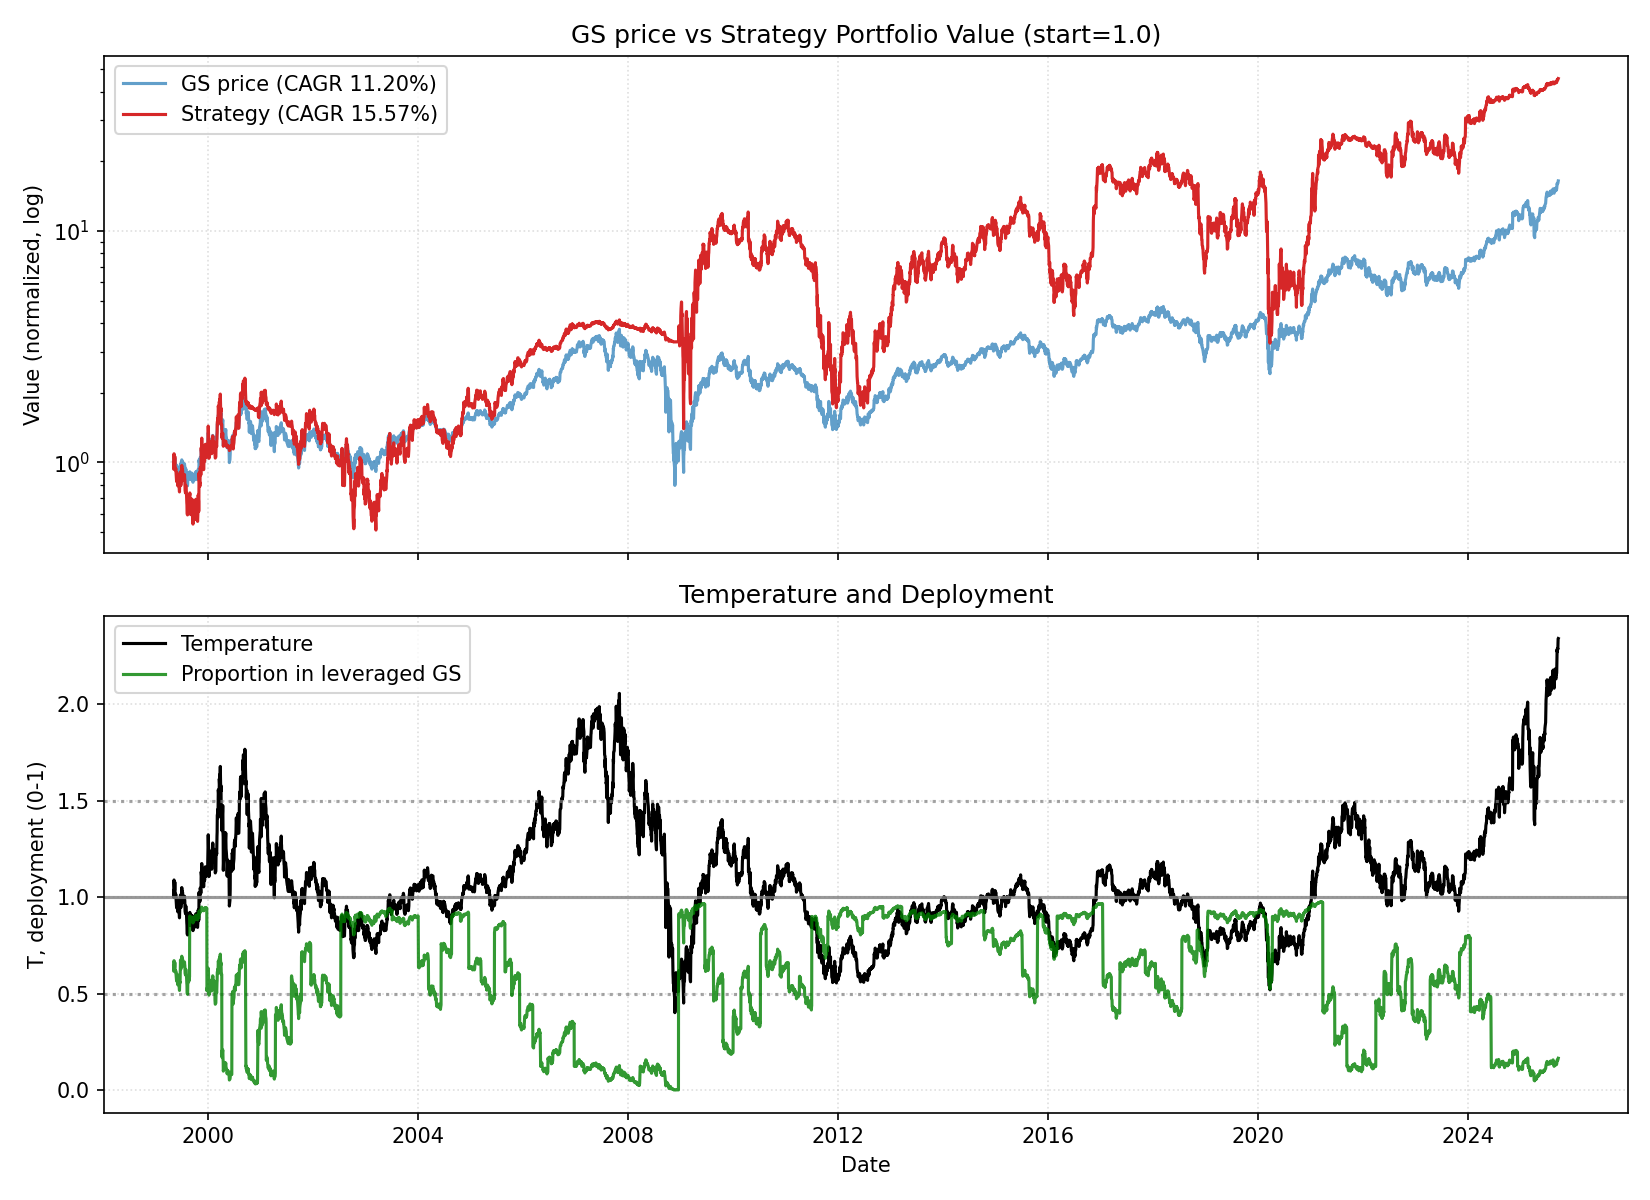 GS price vs Strategy Portfolio Value (start=1.0)
GS price (CAGR 11.20%)
Strategy (CAGR 15.57%)
Value (normalized, log)
10¹
10⁰
Temperature and Deployment
Temperature
Proportion in leveraged GS
T, deployment (0-1)
2.0
1.5
1.0
0.5
0.0
2000 2004 2008 2012 2016 2020 2024
Date